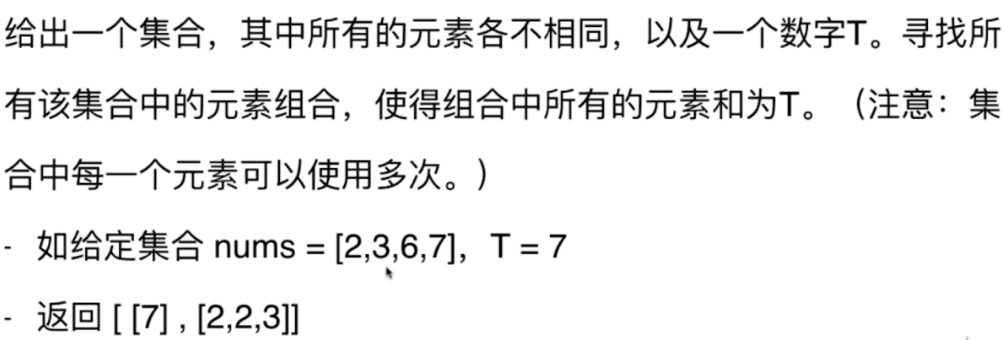 给出一个集合，其中所有的元素各不相同，以及一个数字T。寻找所
有该集合中的元素组合，使得组合中所有的元素和为T。（注意：集
合中每一个元素可以使用多次。）
- 如给定集合 nums = [2,3,6,7]，T = 7
- 返回 [ [7] , [2,2,3]]